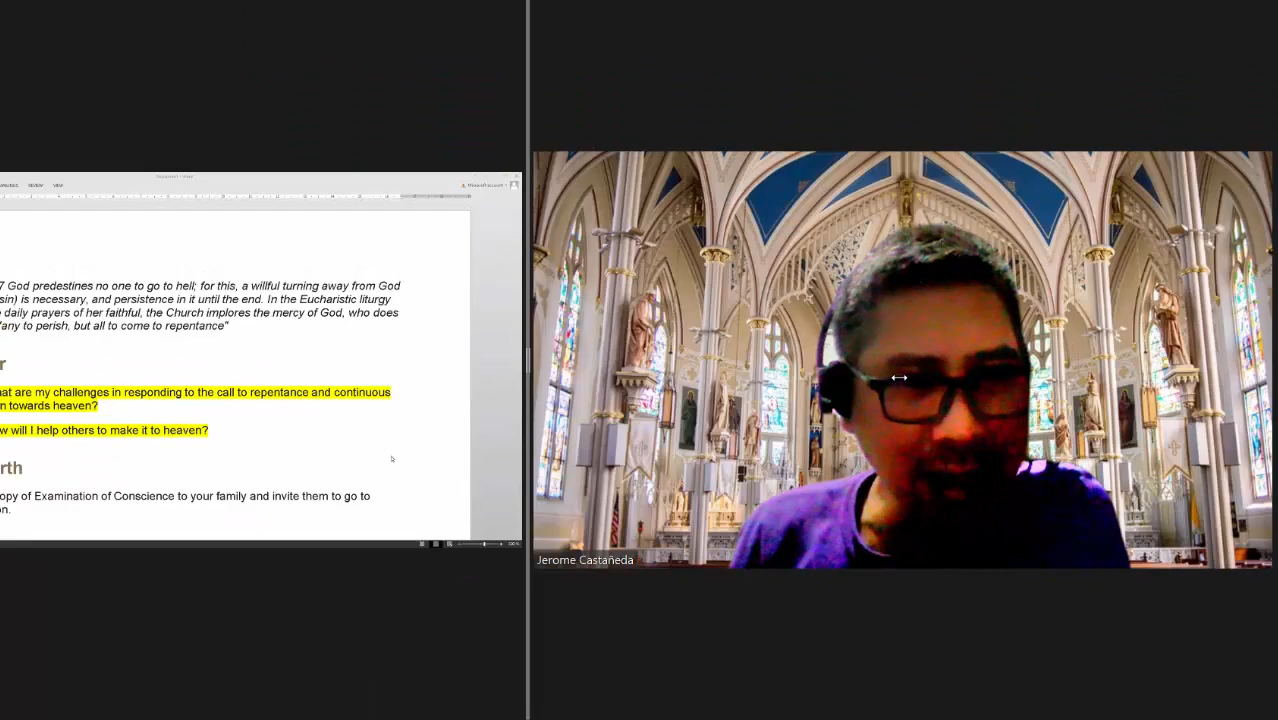 REVIEW VIEW
7 God predestines no one to go to hell; for this, a willful turning away from God
sin) is necessary, and persistence in it until the end. In the Eucharistic liturgy
daily prayers of her faithful, the Church implores the mercy of God, who does
"any to perish, but all to come to repentance"
r
at are my challenges in responding to the call to repentance and continuous
n towards heaven?
w will I help others to make it to heaven?
rth
opy of Examination of Conscience to your family and invite them to go to
on.
Jerome Castañeda